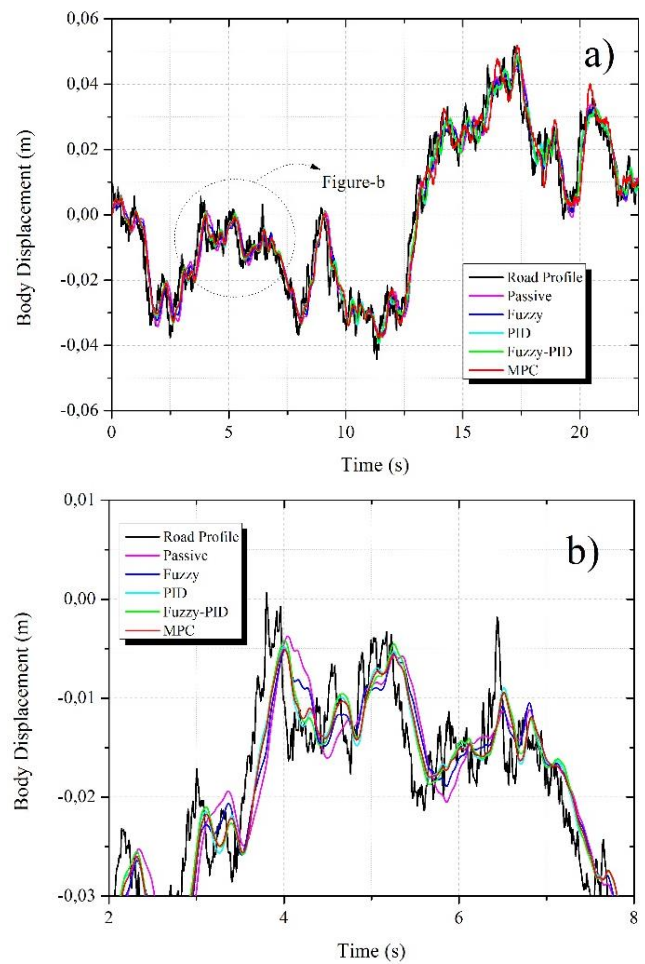 a)
0,06
0,04
0,02
0,00
-0,02
-0,04
-0,06
Body Displacement (m)
Figure-b
Road Profile
Passive
Fuzzy
PID
Fuzzy-PID
MPC
0 5 10 15 20
Time (s)
b)
0,01
0,00
-0,01
-0,02
-0,03
Body Displacement (m)
Road Profile
Passive
Fuzzy
PID
Fuzzy-PID
MPC
2 4 6 8
Time (s)